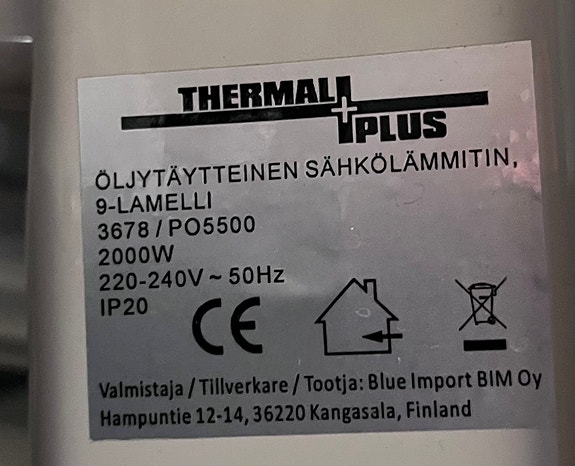 THERMAL
PLUS
ÖLJYTÄYTTEINEN SÄHKÖLÄMMITIN,
9-LAMELLI
3678 / PO5500
2000W
220-240V ~ 50Hz
IP20
CE
Valmistaja / Tillverkare / Tootja: Blue Import BIM Oy
Hampuntie 12-14, 36220 Kangasala, Finland